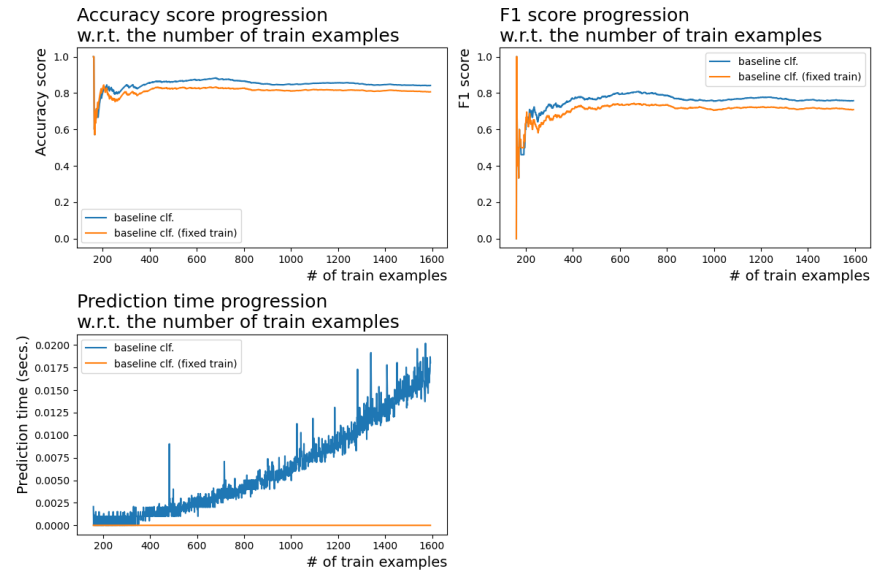 Accuracy score progression
w.r.t. the number of train examples
Accuracy score
1.0
0.8
0.6
0.4
0.2
0.0
baseline clf.
baseline clf. (fixed train)
200 400 600 800 1000 1200 1400 1600
# of train examples
F1 score progression
w.r.t. the number of train examples
F1 score
1.0
0.8
0.6
0.4
0.2
0.0
baseline clf.
baseline clf. (fixed train)
200 400 600 800 1000 1200 1400 1600
# of train examples
Prediction time progression
w.r.t. the number of train examples
Prediction time (secs.)
0.0200
0.0175
0.0150
0.0125
0.0100
0.0075
0.0050
0.0025
0.0000
baseline clf.
baseline clf. (fixed train)
200 400 600 800 1000 1200 1400 1600
# of train examples